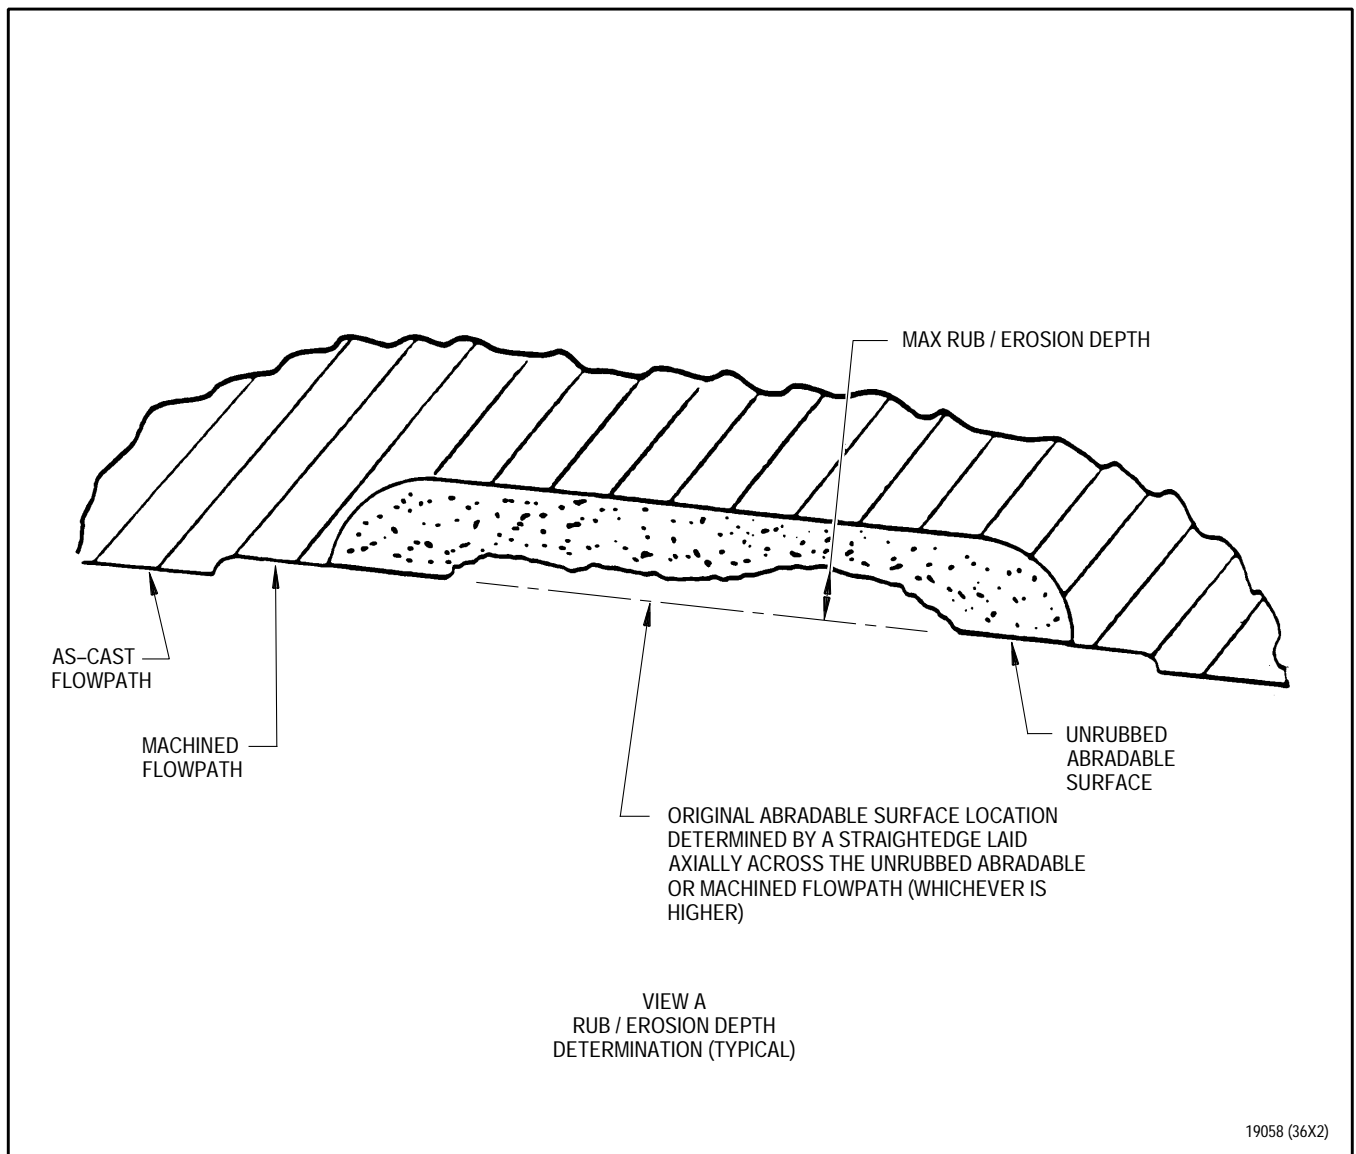 MAX RUB / EROSION DEPTH
AS–CAST
FLOWPATH
MACHINED
FLOWPATH
UNRUBBED
ABRADABLE
SURFACE
ORIGINAL ABRADABLE SURFACE LOCATION
DETERMINED BY A STRAIGHTEDGE LAID
AXIALLY ACROSS THE UNRUBBED ABRADABLE
OR MACHINED FLOWPATH (WHICHEVER IS
HIGHER)
VIEW A
RUB / EROSION DEPTH
DETERMINATION (TYPICAL)
19058 (36X2)